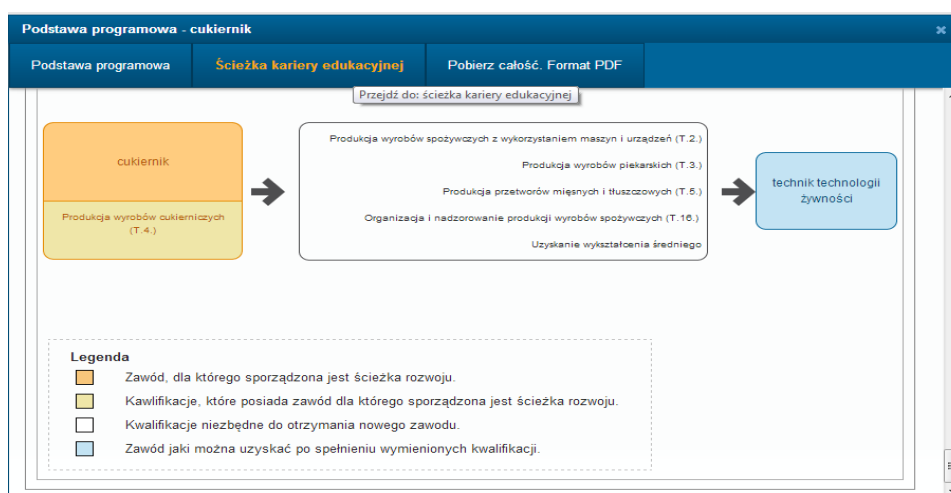 Podstawa programowa - cukiernik
Podstawa programowa
Ścieżka kariery edukacyjnej
Pobierz całość. Format PDF
Przejdź do: ścieżka kariery edukacyjnej
cukiernik
Produkcja wyrobów cukierniczych
(T.4.)
Produkcja wyrobów spożywczych z wykorzystaniem maszyn i urządzeń (T.2.)
Produkcja wyrobów piekarskich (T.3.)
Produkcja przetworów mięsnych i tłuszczowych (T.5.)
Organizacja i nadzorowanie produkcji wyrobów spożywczych (T.16.)
Uzyskanie wykształcenia średniego
technik technologii
żywności
Legenda
Zawód, dla którego sporządzona jest ścieżka rozwoju.
Kawlifikacje, które posiada zawód dla którego sporządzona jest ścieżka rozwoju.
Kwalifikacje niezbędne do otrzymania nowego zawodu.
Zawód jaki można uzyskać po spełnieniu wymienionych kwalifikacji.